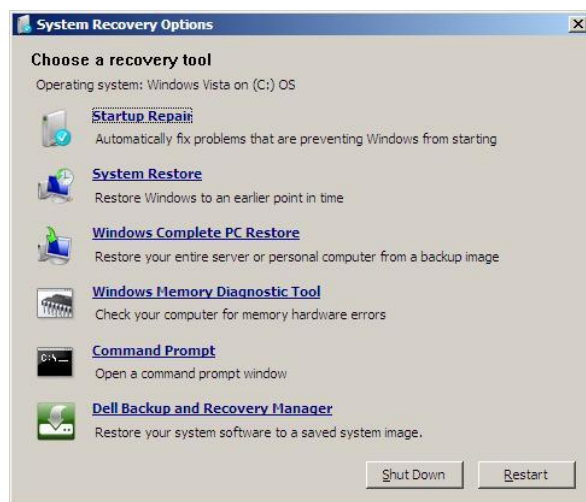 System Recovery Options
Choose a recovery tool
Operating system: Windows Vista on (C:) OS
Startup Repair
Automatically fix problems that are preventing Windows from starting
System Restore
Restore Windows to an earlier point in time
Windows Complete PC Restore
Restore your entire server or personal computer from a backup image
Windows Memory Diagnostic Tool
Check your computer for memory hardware errors
C:\_
Command Prompt
Open a command prompt window
Dell Backup and Recovery Manager
Restore your system software to a saved system image.
Shut Down
Restart